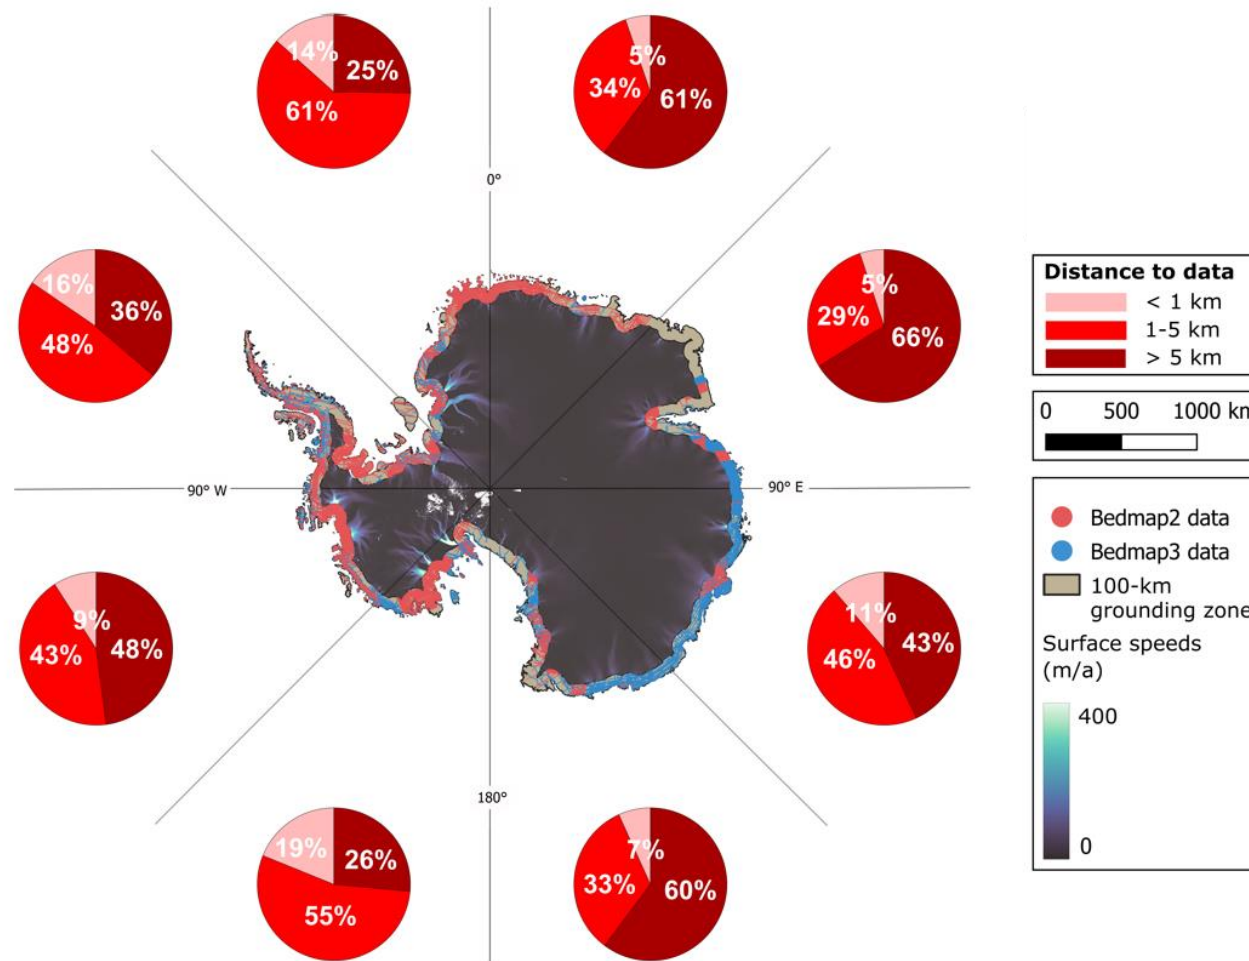 14%
25%
61%
5%
34%
61%
0°
16%
36%
48%
5%
29%
66%
Distance to data
< 1 km
1-5 km
> 5 km
0 500 1000 km
90° W
90° E
Bedmap2 data
Bedmap3 data
100-km
grounding zone
Surface speeds
(m/a)
400
0
9%
43%
48%
11%
46%
43%
180°
19%
26%
55%
7%
33%
60%